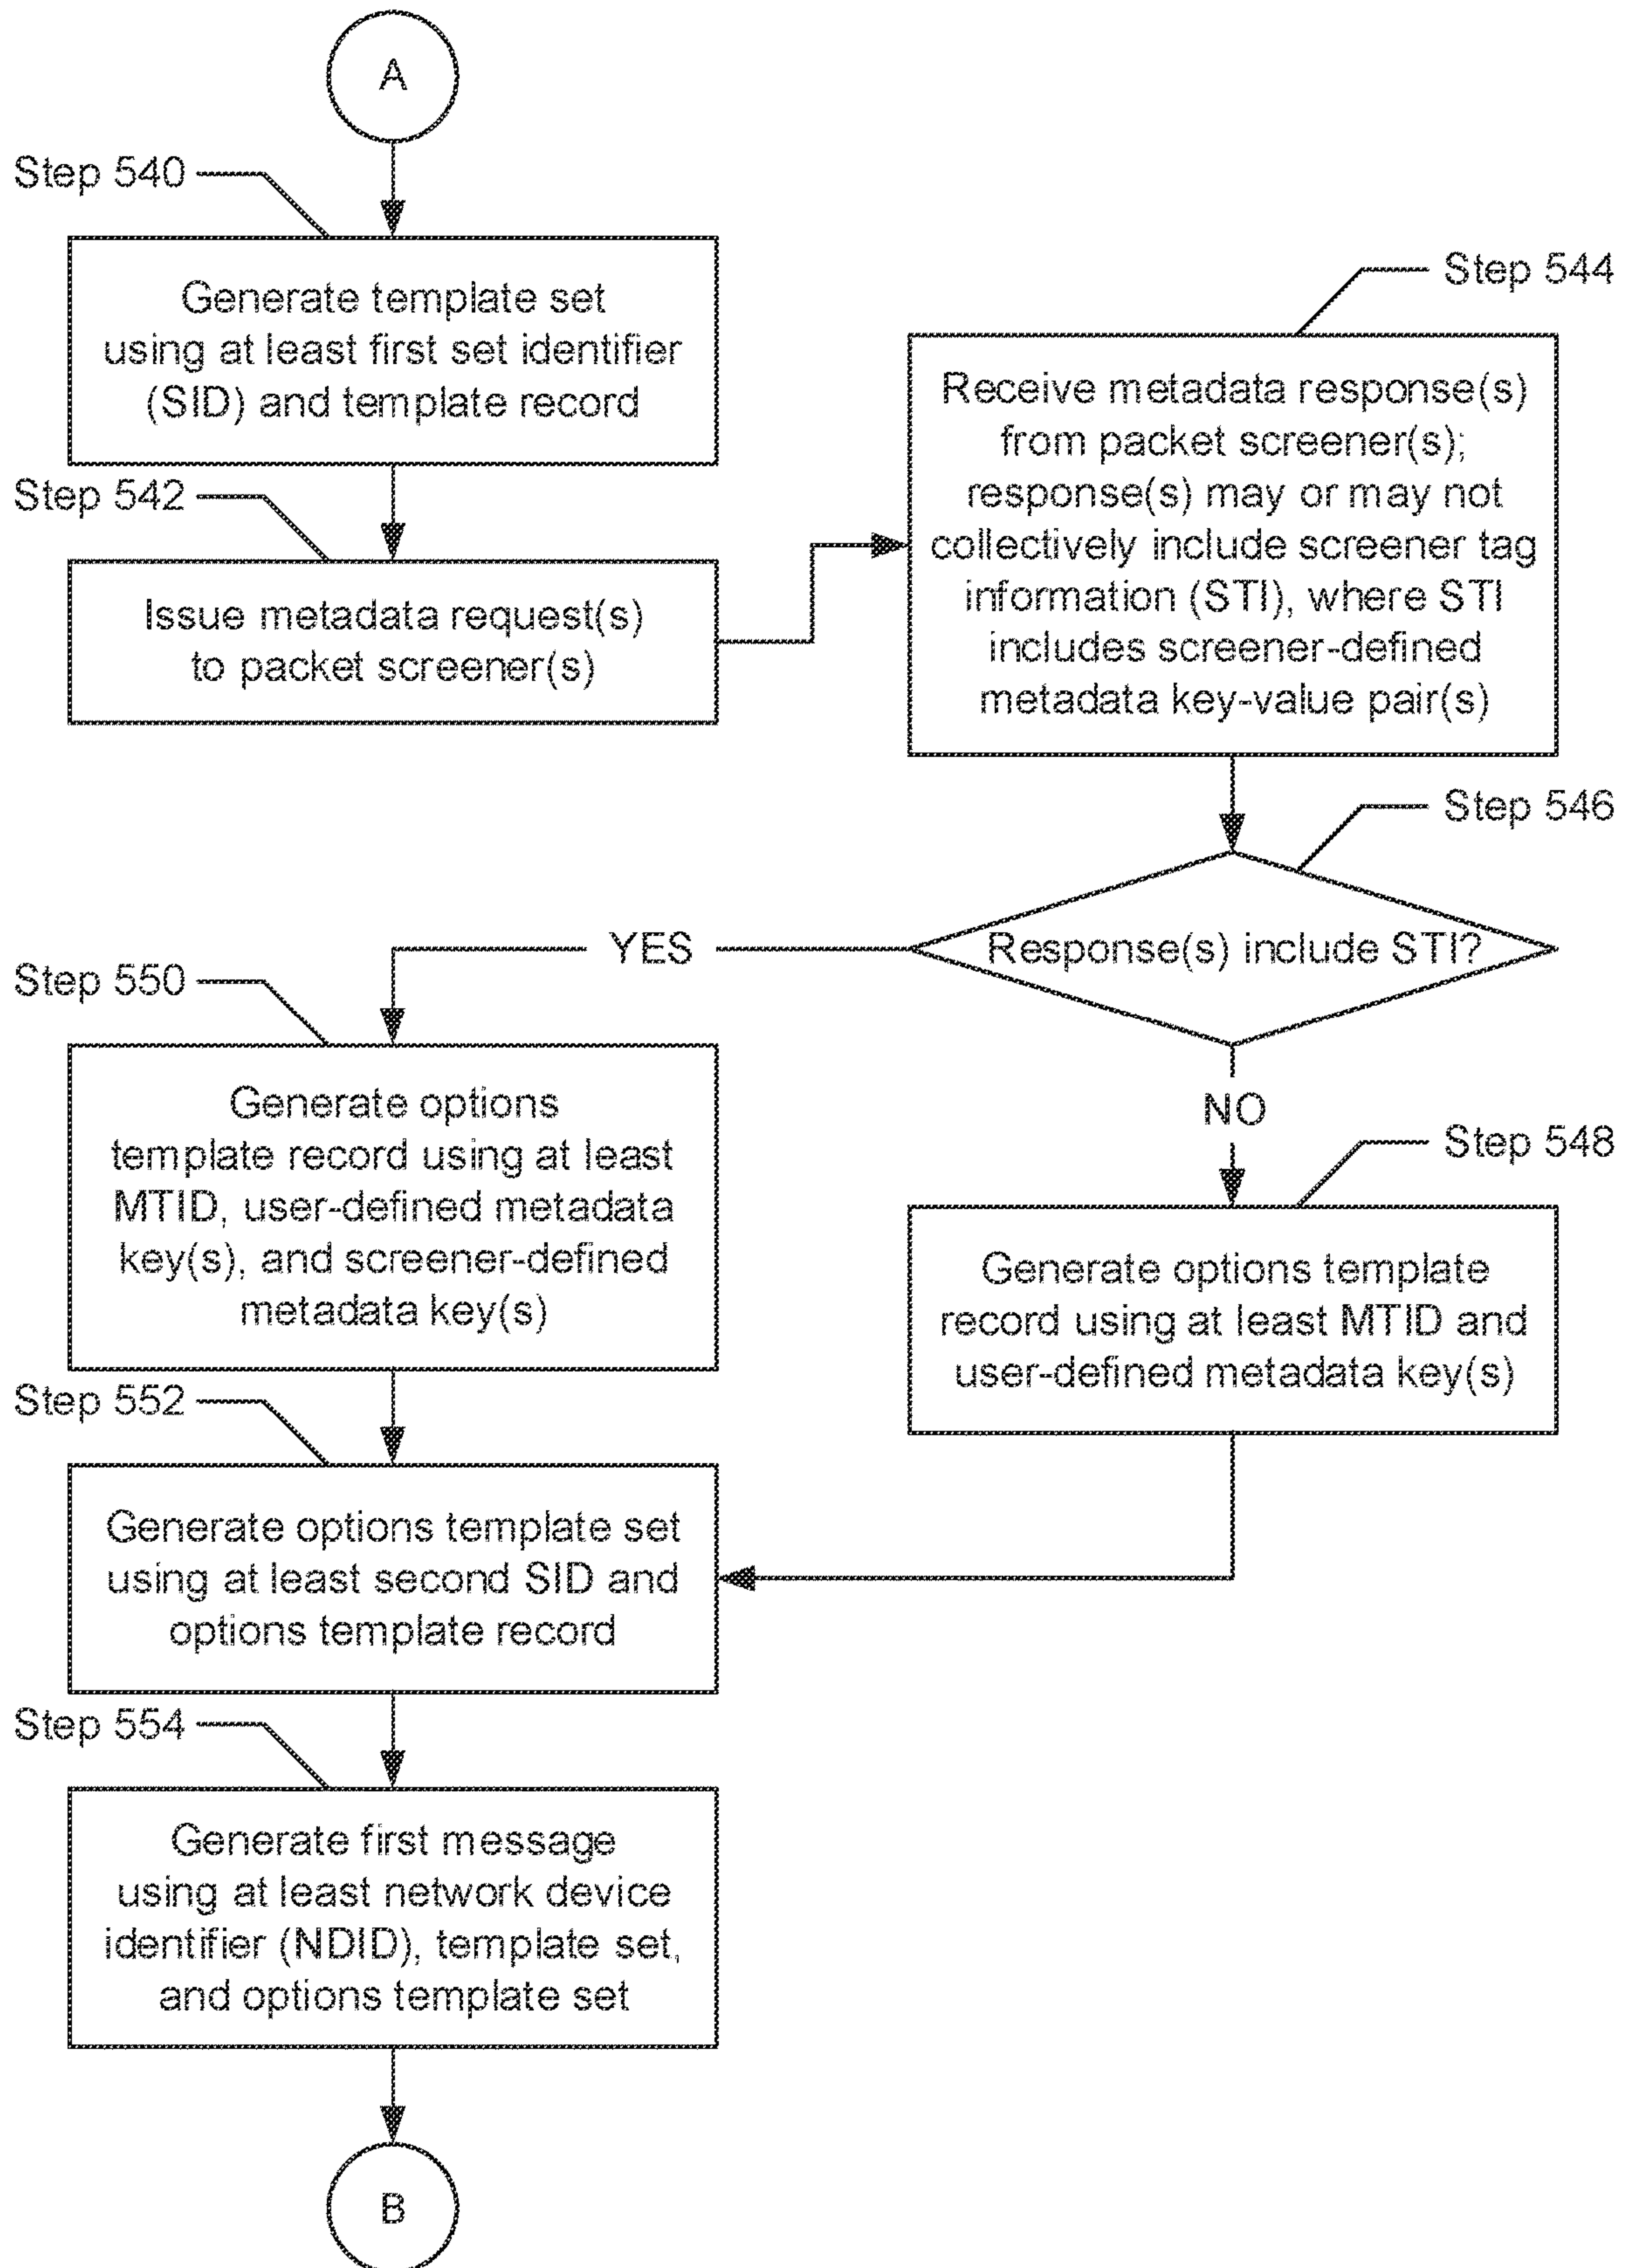 A
Step 540
Generate template set
using at least first set identifier
(SID) and template record
Step 542
Issue metadata request(s)
to packet screener(s)
Step 544
Receive metadata response(s)
from packet screener(s);
response(s) may or may not
collectively include screener tag
information (STI), where STI
includes screener-defined
metadata key-value pair(s)
Step 546
Response(s) include STI?
YES
NO
Step 548
Generate options template
record using at least MTID and
user-defined metadata key(s)
Step 550
Generate options
template record using at least
MTID, user-defined metadata
key(s), and screener-defined
metadata key(s)
Step 552
Generate options template set
using at least second SID and
options template record
Step 554
Generate first message
using at least network device
identifier (NDID), template set,
and options template set
B